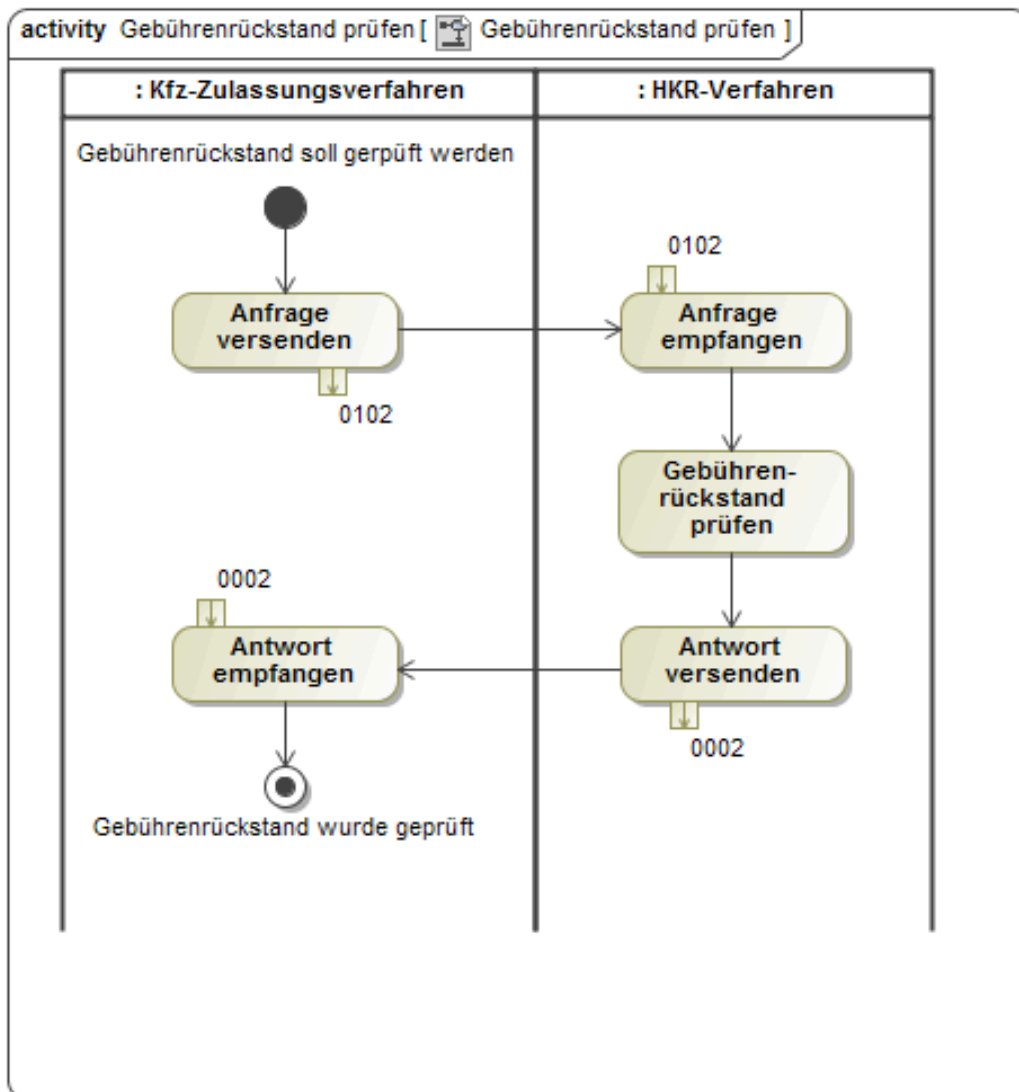 activity Gebührenrückstand prüfen [ Gebührenrückstand prüfen ]
: Kfz-Zulassungsverfahren
: HKR-Verfahren
Gebührenrückstand soll gerpüft werden
0102
Anfrage
versenden
Anfrage
empfangen
0102
Gebühren-
rückstand
prüfen
0002
Antwort
empfangen
Antwort
versenden
0002
Gebührenrückstand wurde geprüft